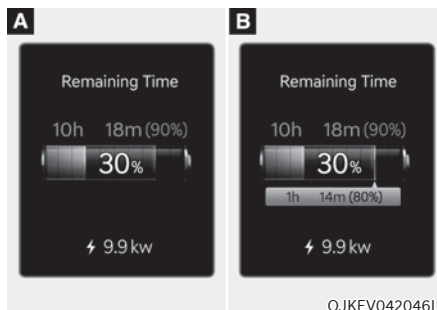 A
Remaining Time
10h 18m (90%)
30%
9.9 kw
B
Remaining Time
10h 18m (90%)
30%
1h 14m (80%)
9.9 kw
OJKEV042046L